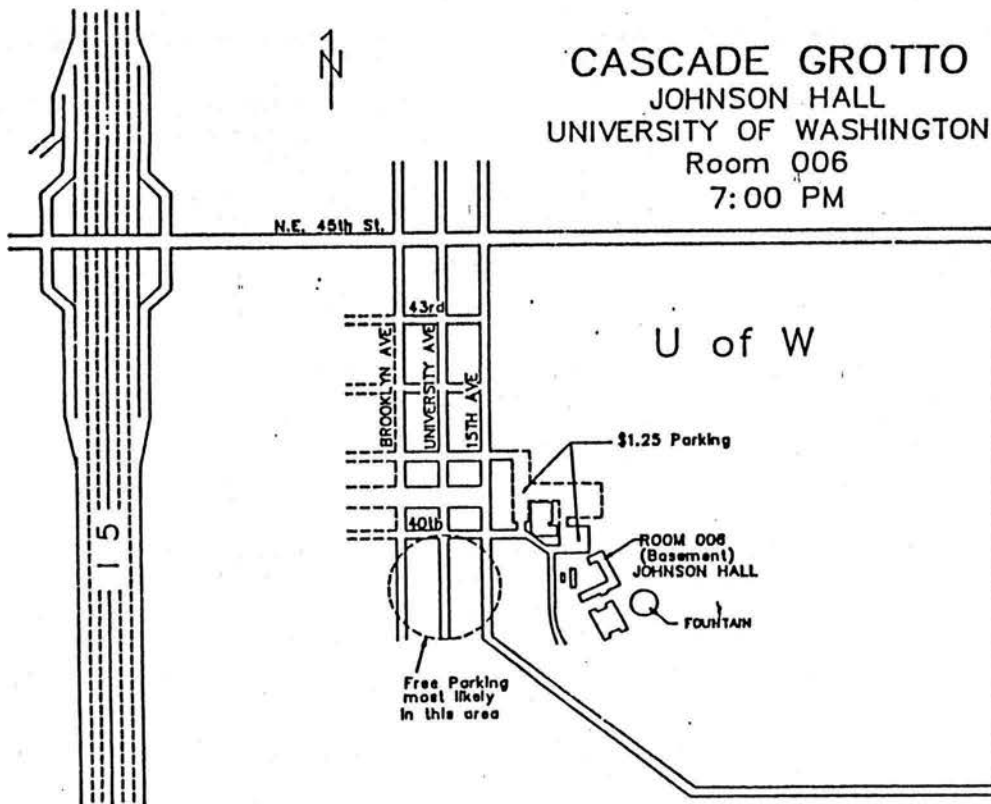 N
CASCADE GROTTO
JOHNSON HALL
UNIVERSITY OF WASHINGTON
Room 006
7:00 PM
N.E. 45th St.
43rd
U of W
BROOKLYN AVE
UNIVERSITY AVE
15TH AVE
$1.25 Parking
I 5
40th
ROOM 006
(Basement)
JOHNSON HALL
FOUNTAIN
Free Parking
most likely
in this area